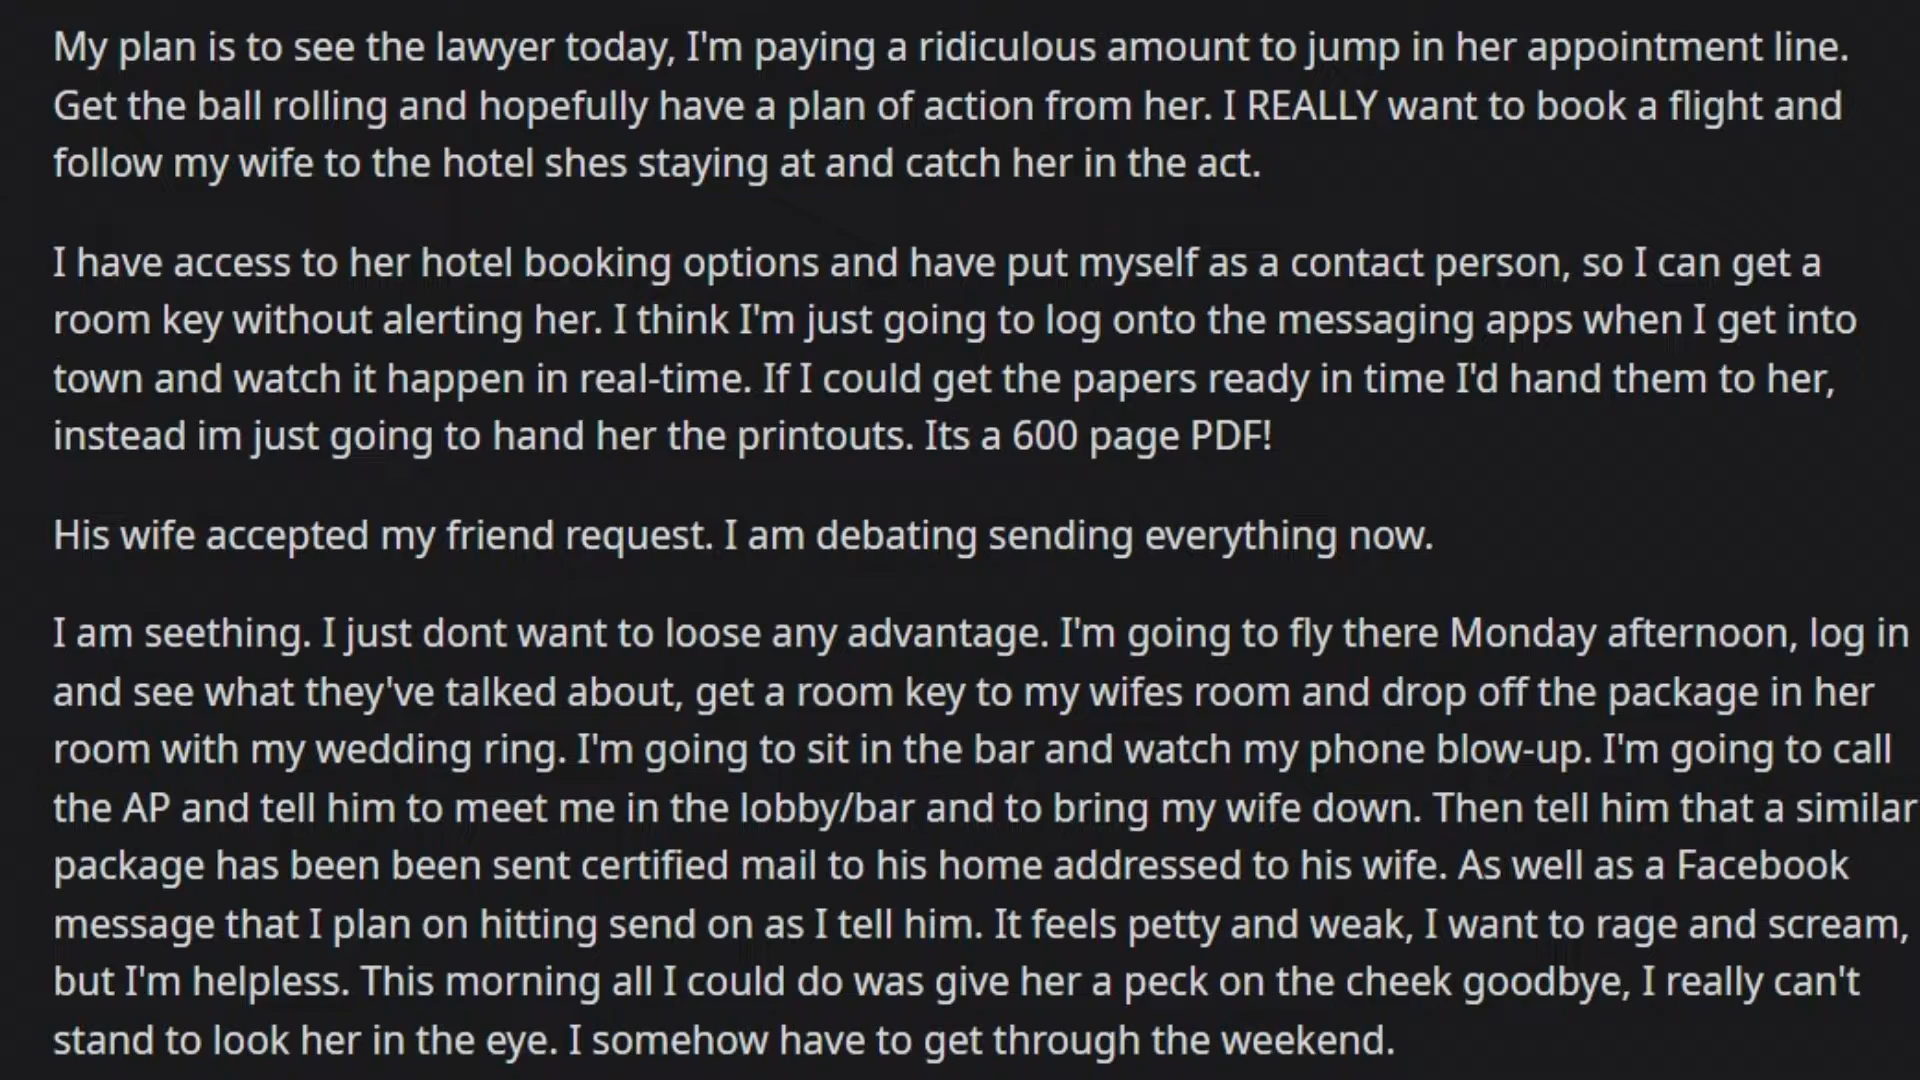 My plan is to see the lawyer today, I'm paying a ridiculous amount to jump in her appointment line.
Get the ball rolling and hopefully have a plan of action from her. I REALLY want to book a flight and
follow my wife to the hotel shes staying at and catch her in the act.
I have access to her hotel booking options and have put myself as a contact person, so I can get a
room key without alerting her. I think I'm just going to log onto the messaging apps when I get into
town and watch it happen in real-time. If I could get the papers ready in time I'd hand them to her,
instead im just going to hand her the printouts. Its a 600 page PDF!
His wife accepted my friend request. I am debating sending everything now.
I am seething. I just dont want to loose any advantage. I'm going to fly there Monday afternoon, log in
and see what they've talked about, get a room key to my wifes room and drop off the package in her
room with my wedding ring. I'm going to sit in the bar and watch my phone blow-up. I'm going to call
the AP and tell him to meet me in the lobby/bar and to bring my wife down. Then tell him that a similar
package has been been sent certified mail to his home addressed to his wife. As well as a Facebook
message that I plan on hitting send on as I tell him. It feels petty and weak, I want to rage and scream,
but I'm helpless. This morning all I could do was give her a peck on the cheek goodbye, I really can't
stand to look her in the eye. I somehow have to get through the weekend.